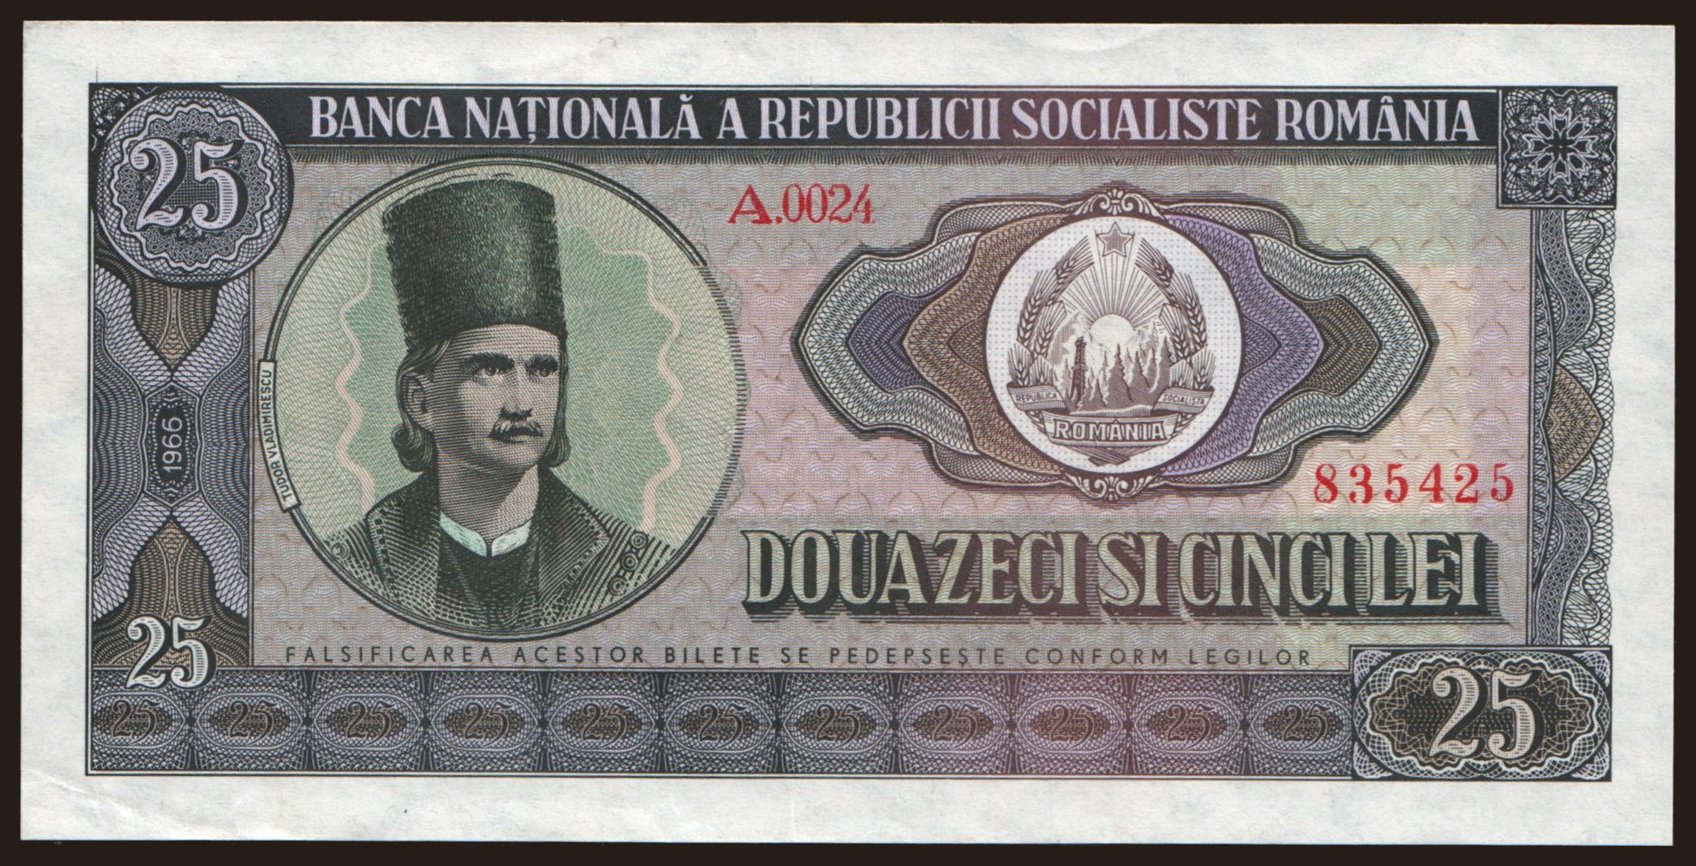 BANCA NAȚIONALĂ A REPUBLICII SOCIALISTE ROMÂNIA
25
A.0024
TUDOR VLADIMIRESCU
1966
REPUBLICA SOCIALISTA
ROMÂNIA
835425
DOUAZECI SI CINCI LEI
25
FALSIFICAREA ACESTOR BILETE SE PEDEPSEȘTE CONFORM LEGILOR
25 25 25 25 25 25 25 25 25 25 25
25